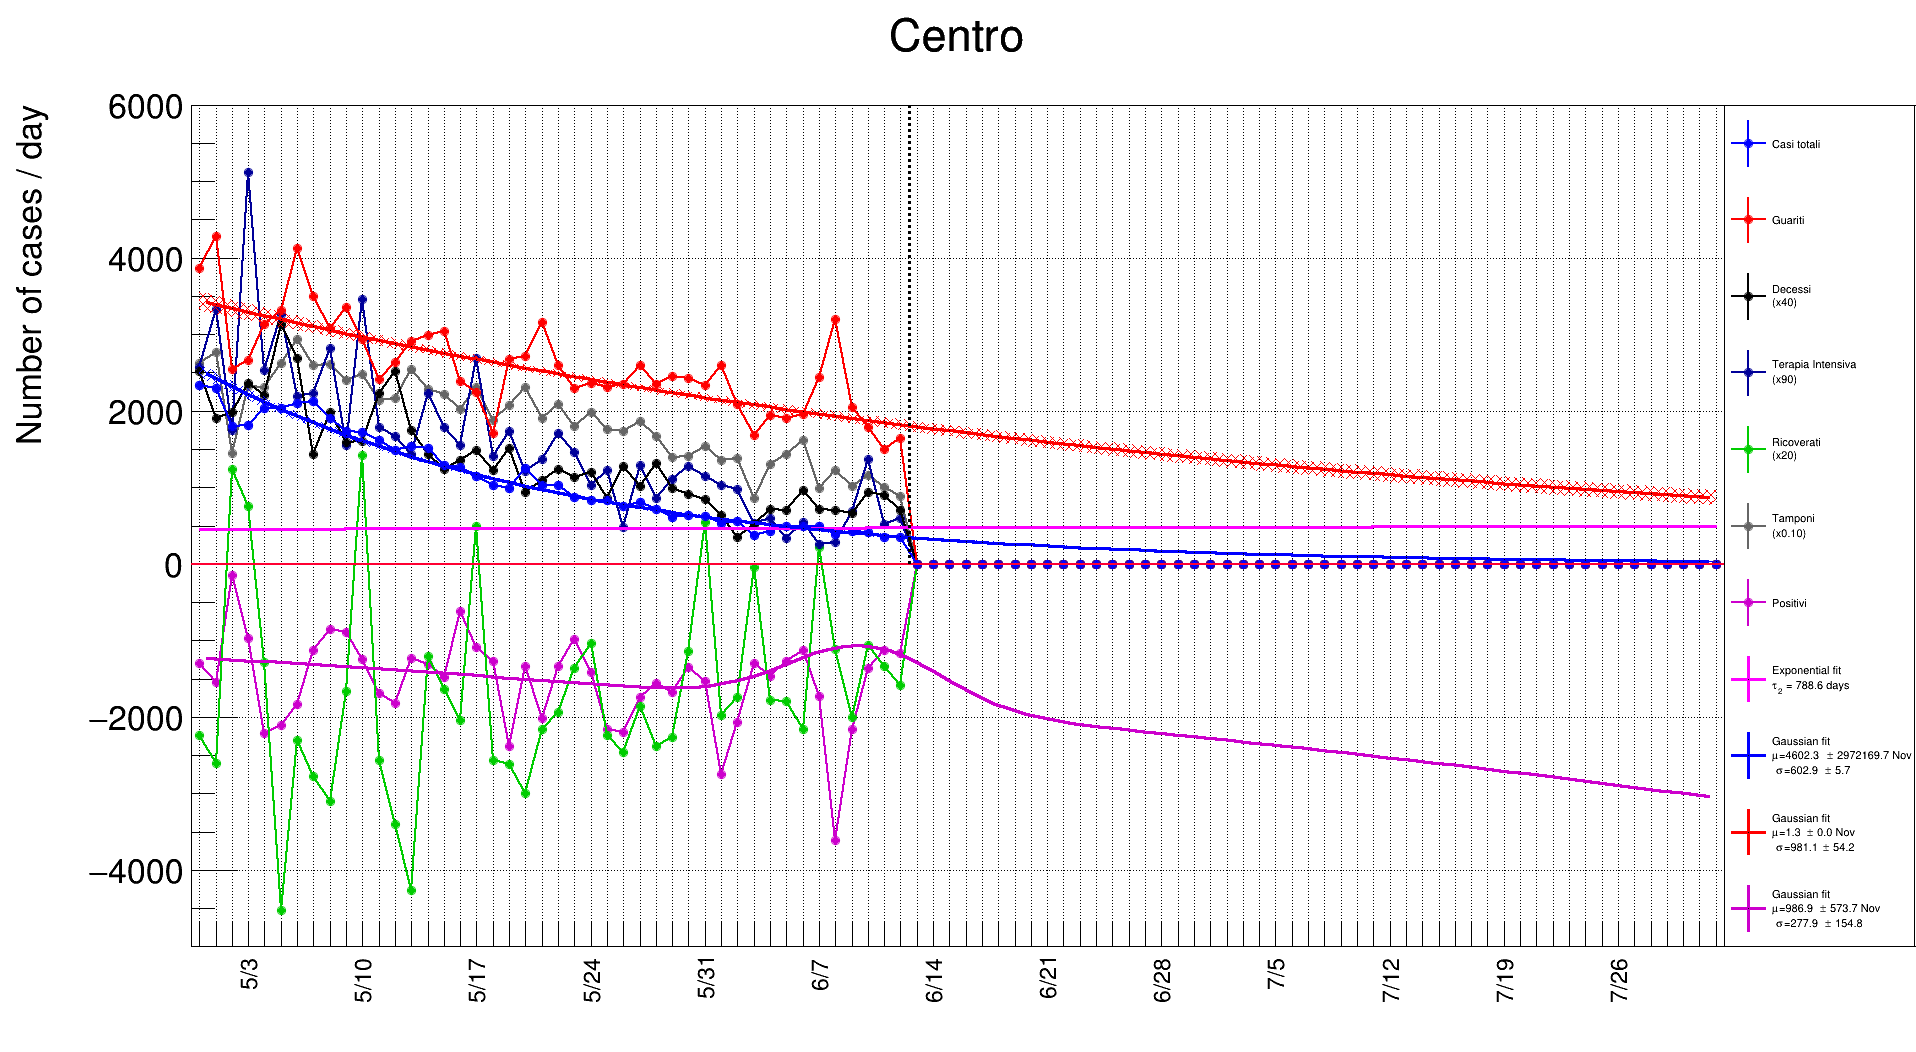 Centro
Number of cases / day
6000
4000
2000
0
−2000
−4000
5/3
5/10
5/17
5/24
5/31
6/7
6/14
6/21
6/28
7/5
7/12
7/19
7/26
Casi totali
Guariti
Decessi
(x40)
Terapia Intensiva
(x90)
Ricoverati
(x20)
Tamponi
(x0.10)
Positivi
Exponential fit
τ2 = 788.6 days
Gaussian fit
μ=4602.3 ± 2972169.7 Nov
σ=602.9 ± 5.7
Gaussian fit
μ=1.3 ± 0.0 Nov
σ=981.1 ± 54.2
Gaussian fit
μ=986.9 ± 573.7 Nov
σ=277.9 ± 154.8